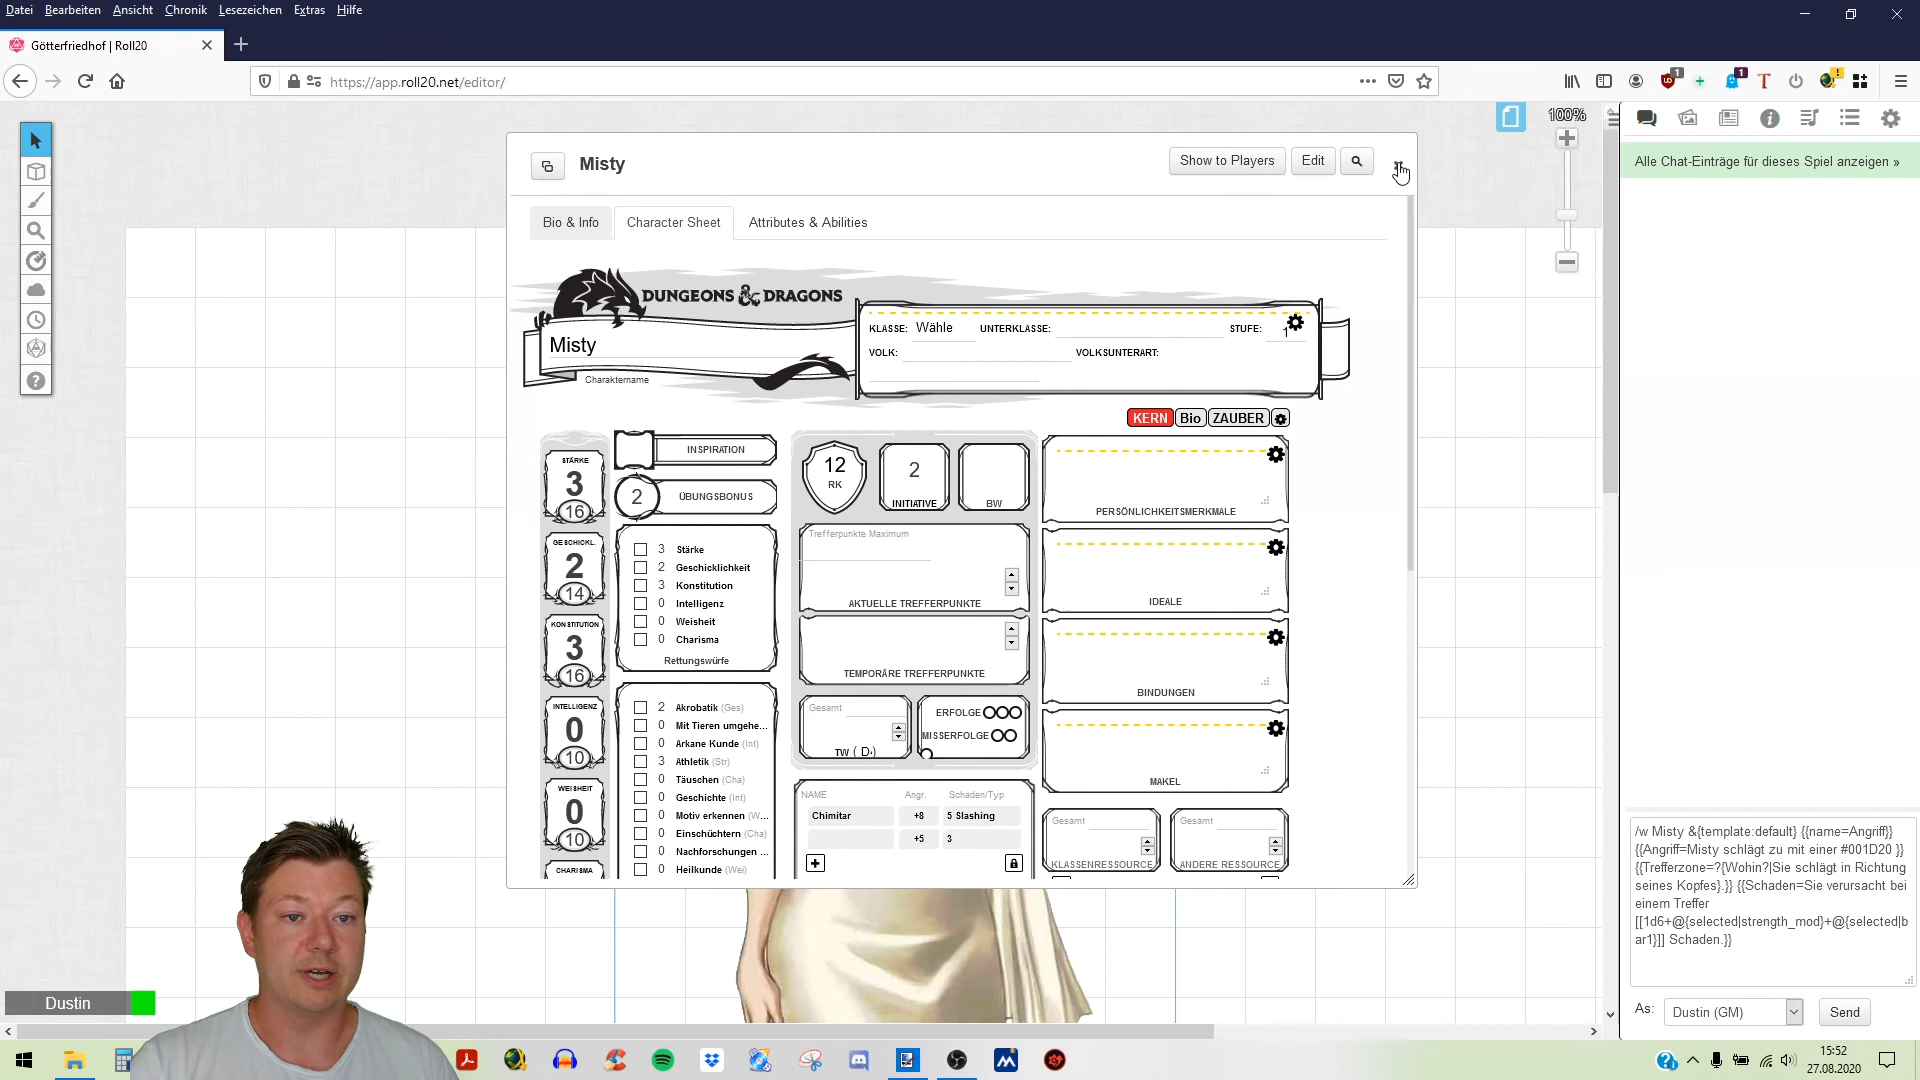 Datei Bearbeiten Ansicht Chronik Lesezeichen Extras Hilfe
Götterfriedhof | Roll20
https://app.roll20.net/editor/
100%
Misty
Show to Players
Edit
Bio & Info
Character Sheet
Attributes & Abilities
DUNGEONS & DRAGONS
Misty
Charaktername
KLASSE: Wähle UNTERKLASSE: STUFE: 1
VOLK: VOLKSUNTERART:
KERN Bio ZAUBER
STÄRKE
3
16
GESCHICKL.
2
14
KONSTITUTION
3
16
INTELLIGENZ
0
10
WEISHEIT
0
10
CHARISMA
INSPIRATION
2 ÜBUNGSBONUS
3 Stärke
2 Geschicklichkeit
3 Konstitution
0 Intelligenz
0 Weisheit
0 Charisma
Rettungswürfe
2 Akrobatik (Ges)
0 Mit Tieren umgehe...
0 Arkane Kunde (Int)
3 Athletik (Str)
0 Täuschen (Cha)
0 Geschichte (Int)
0 Motiv erkennen (W...
0 Einschüchtern (Cha)
0 Nachforschungen ...
0 Heilkunde (Wei)
12
RK
2
INITIATIVE
BW
Trefferpunkte Maximum
AKTUELLE TREFFERPUNKTE
TEMPORÄRE TREFFERPUNKTE
Gesamt
TW ( D
ERFOLGE
MISSERFOLGE
NAME Angr. Schaden/Typ
Chimitar +8 5 Slashing
+5 3
PERSÖNLICHKEITSMERKMALE
IDEALE
BINDUNGEN
MAKEL
Gesamt
KLASSENRESSOURCE
Gesamt
ANDERE RESSOURCE
Alle Chat-Einträge für dieses Spiel anzeigen »
/w Misty &{template:default} {{name=Angriff}}
{{Angriff=Misty schlägt zu mit einer #001D20 }}
{{Trefferzone=?{Wohin?|Sie schlägt in Richtung
seines Kopfes}.}} {{Schaden=Sie verursacht bei
einem Treffer
[[1d6+@{selected|strength_mod}+@{selected|b
ar1}]] Schaden.}}
As: Dustin (GM)
Send
Dustin
15:52
27.08.2020